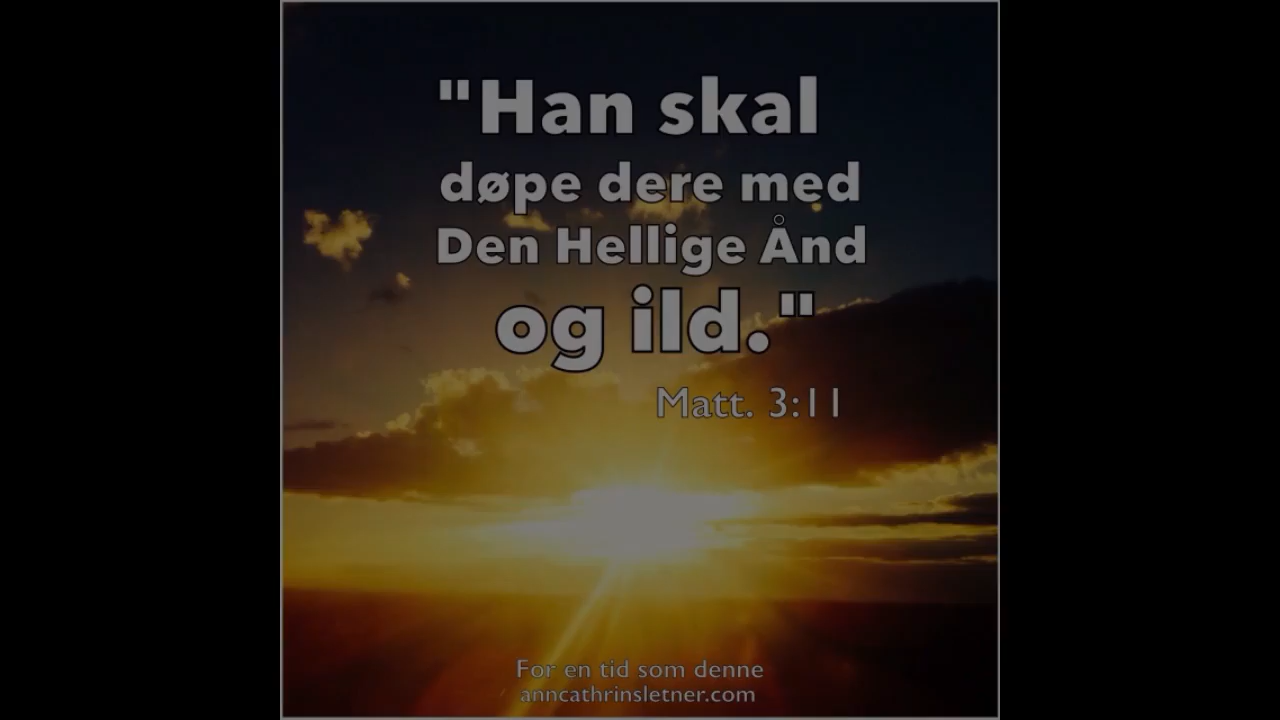 "Han skal
døpe dere med
Den Hellige Ånd
og ild."
Matt. 3:11
For en tid som denne
anncathrinsletner.com